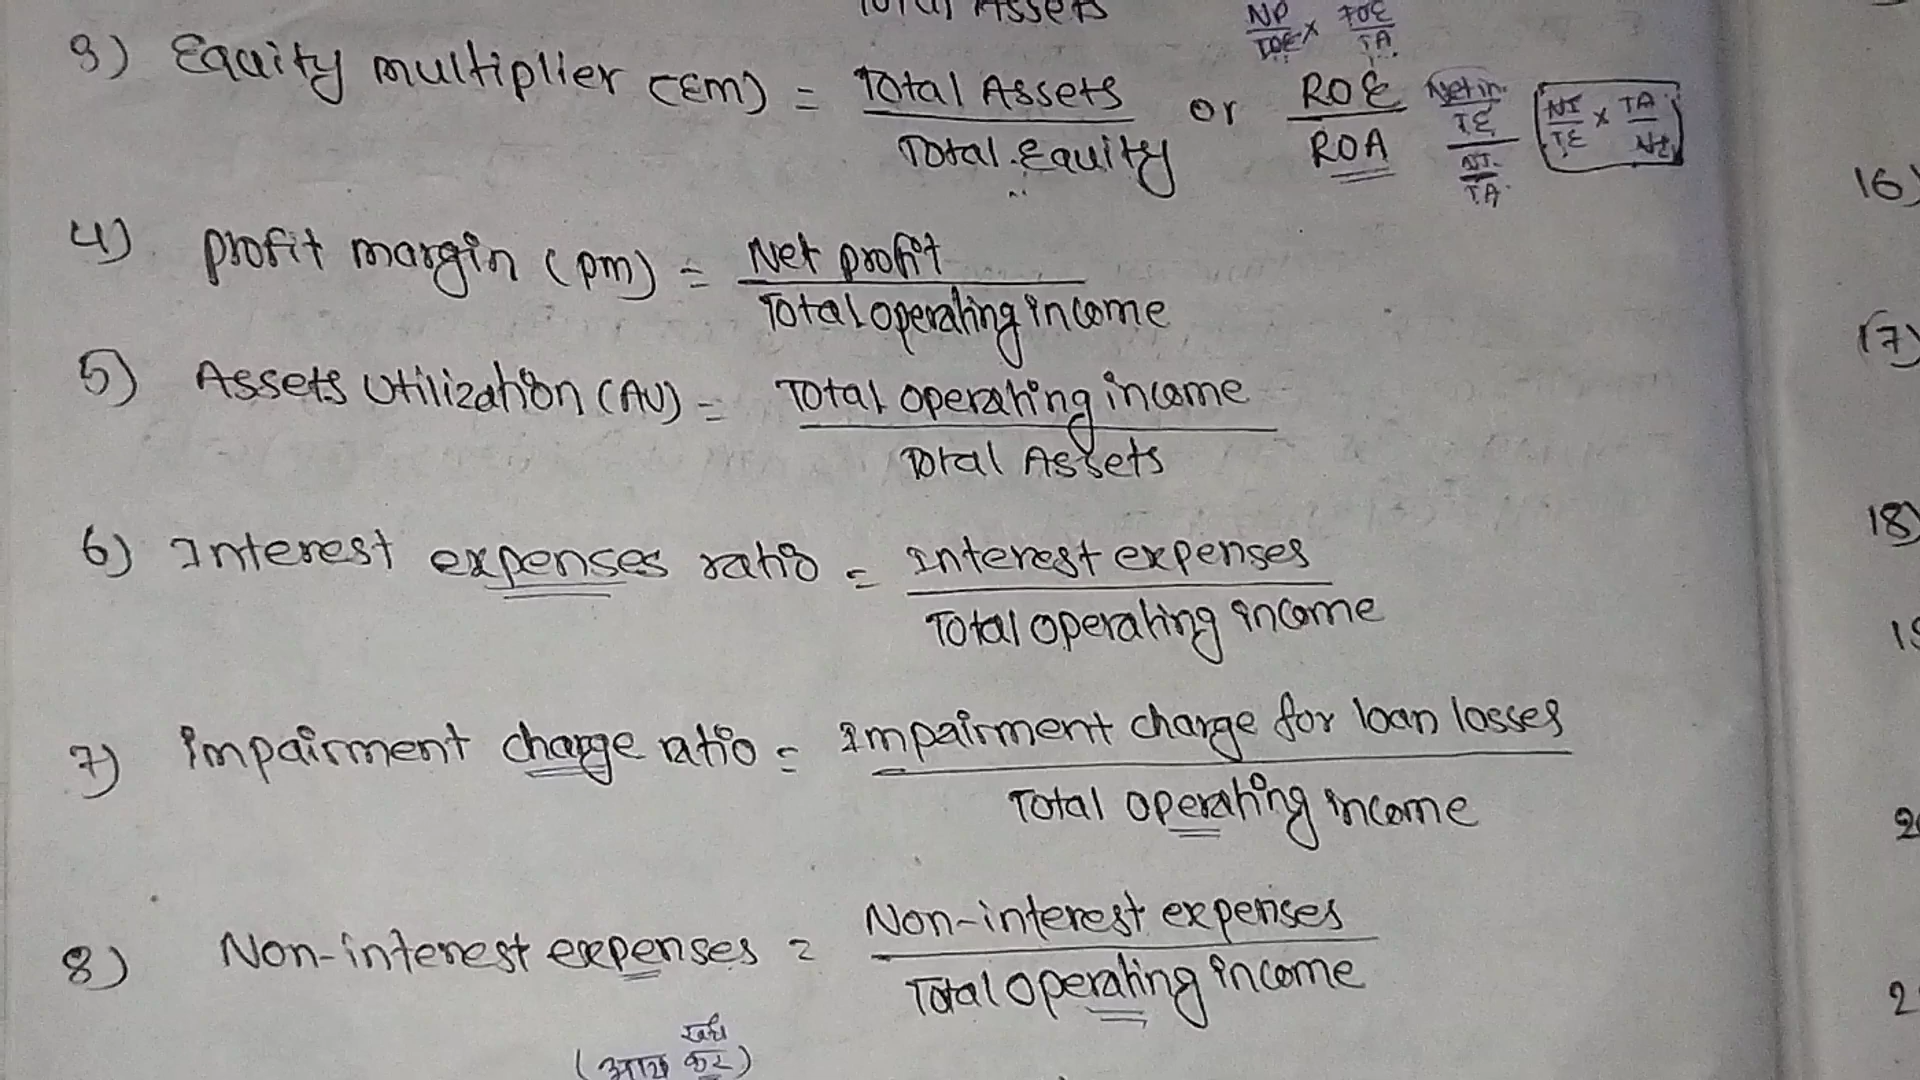 Total Assets
NP/TOE × TOE/TA
3) Equity multiplier (EM) = Total Assets / Total Equity or ROE / ROA Net in. / TE / NI / TA NI/TE × TA/NI
4) profit margin (pm) = Net profit / Total operating income
5) Assets Utilization (AU) = Total operating income / Total Assets
6) Interest expenses ratio = Interest expenses / Total operating income
7) Impairment charge ratio = Impairment charge for loan losses / Total operating income
8) Non-interest expenses = Non-interest expenses / Total operating income
16)
17)
18)